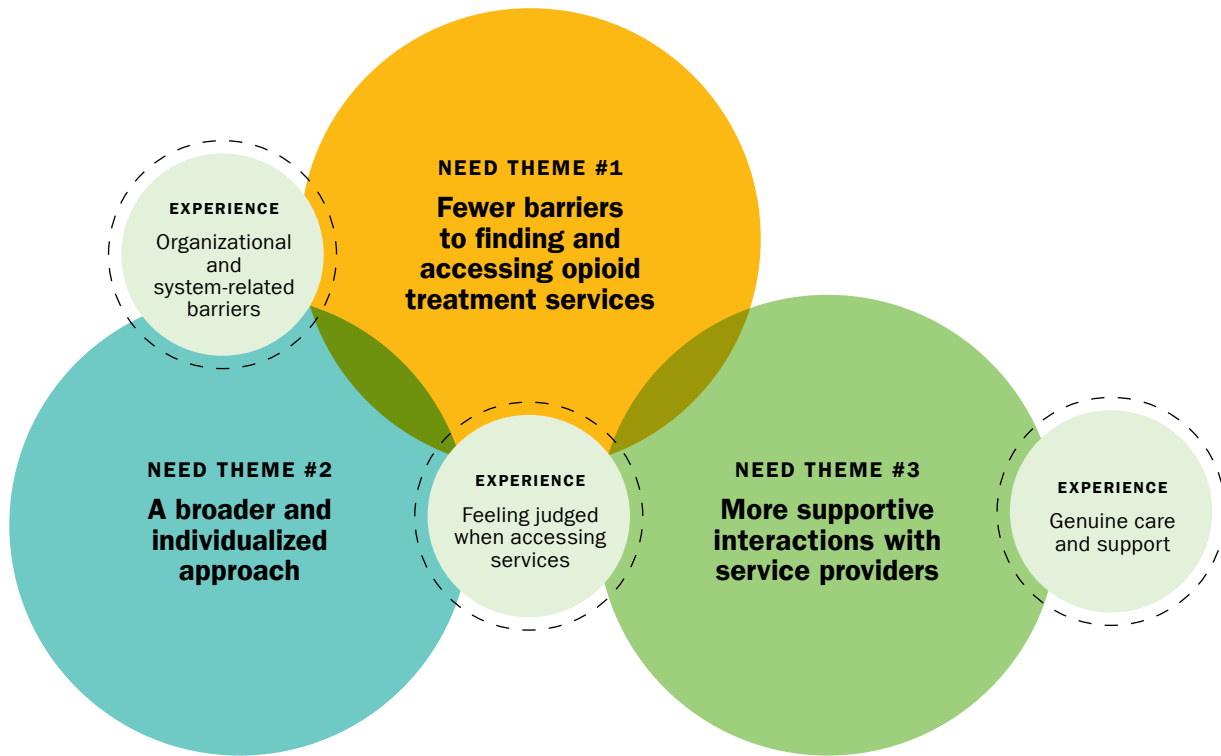 NEED THEME #1
Fewer barriers
to finding and
accessing opioid
treatment services
EXPERIENCE
Organizational
and
system-related
barriers
NEED THEME #2
A broader and
individualized
approach
EXPERIENCE
Feeling judged
when accessing
services
NEED THEME #3
More supportive
interactions with
service providers
EXPERIENCE
Genuine care
and support